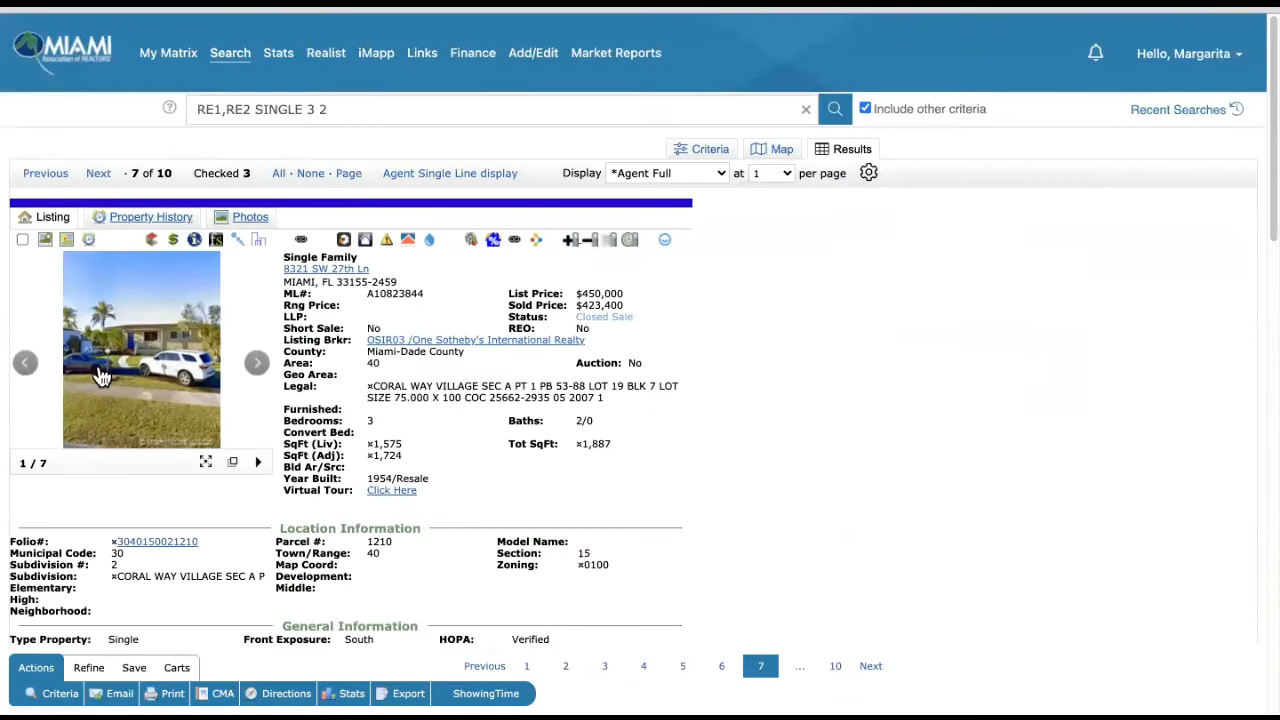 MIAMI
Association of REALTORS®
My Matrix Search Stats Realist iMapp Links Finance Add/Edit Market Reports
Hello, Margarita
RE1,RE2 SINGLE 3 2
Include other criteria
Recent Searches
Criteria Map Results
Previous Next · 7 of 10 Checked 3 All · None · Page Agent Single Line display Display *Agent Full at 1 per page
Listing Property History Photos
Single Family
8321 SW 27th Ln
MIAMI, FL 33155-2459
ML#: A10823844 List Price: $450,000
Rng Price: Sold Price: $423,400
LLP: Status: Closed Sale
Short Sale: No REO: No
Listing Brkr: OSIR03 /One Sotheby's International Realty
County: Miami-Dade County
Area: 40 Auction: No
Geo Area:
Legal: ¤CORAL WAY VILLAGE SEC A PT 1 PB 53-88 LOT 19 BLK 7 LOT
SIZE 75.000 X 100 COC 25662-2935 05 2007 1
Furnished:
Bedrooms: 3 Baths: 2/0
Convert Bed:
SqFt (Liv): ¤1,575 Tot SqFt: ¤1,887
SqFt (Adj): ¤1,724
Bld Ar/Src:
Year Built: 1954/Resale
Virtual Tour: Click Here
1 / 7
Location Information
Folio#: ¤3040150021210 Parcel #: 1210 Model Name:
Municipal Code: 30 Town/Range: 40 Section: 15
Subdivision #: 2 Map Coord: Zoning: ¤0100
Subdivision: ¤CORAL WAY VILLAGE SEC A P Development:
Elementary: Middle:
High:
Neighborhood:
General Information
Type Property: Single Front Exposure: South HOPA: Verified
Actions Refine Save Carts
Previous 1 2 3 4 5 6 7 ... 10 Next
Criteria Email Print CMA Directions Stats Export ShowingTime